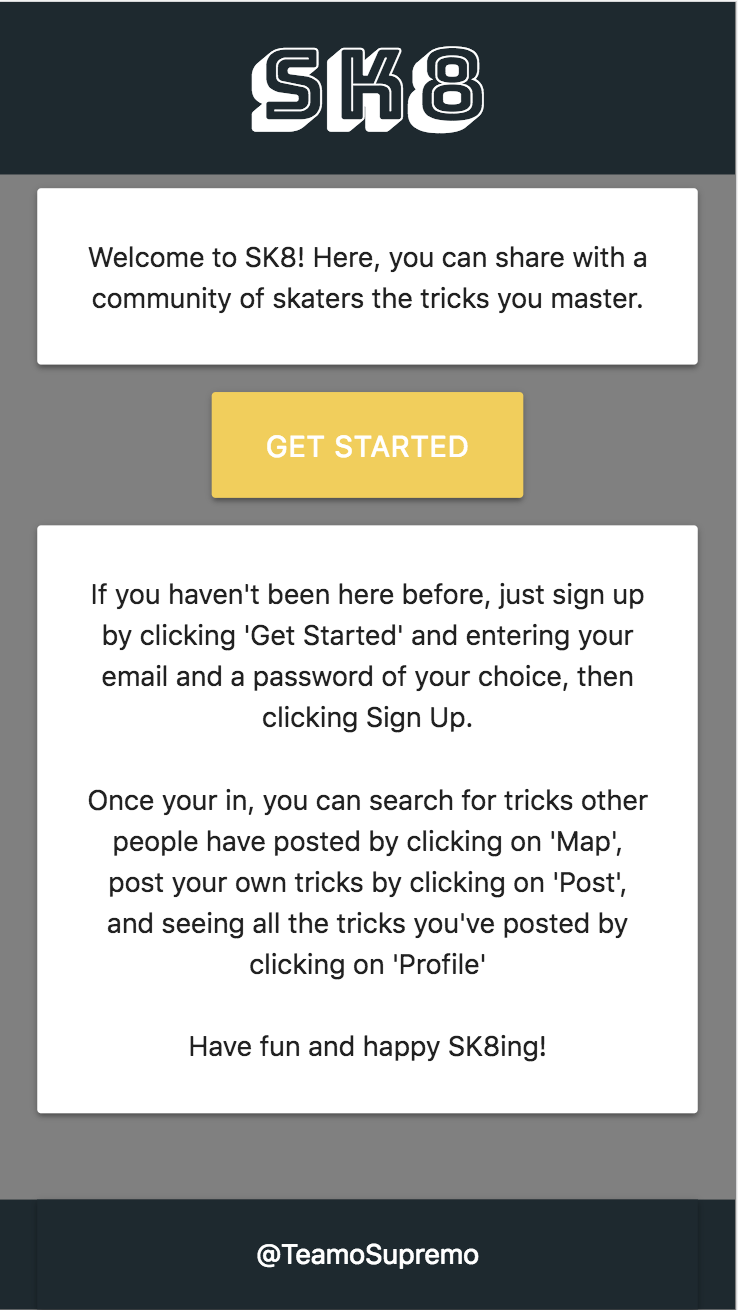 SK8
Welcome to SK8! Here, you can share with a
community of skaters the tricks you master.
GET STARTED
If you haven't been here before, just sign up
by clicking 'Get Started' and entering your
email and a password of your choice, then
clicking Sign Up.
Once your in, you can search for tricks other
people have posted by clicking on 'Map',
post your own tricks by clicking on 'Post',
and seeing all the tricks you've posted by
clicking on 'Profile'
Have fun and happy SK8ing!
@TeamoSupremo